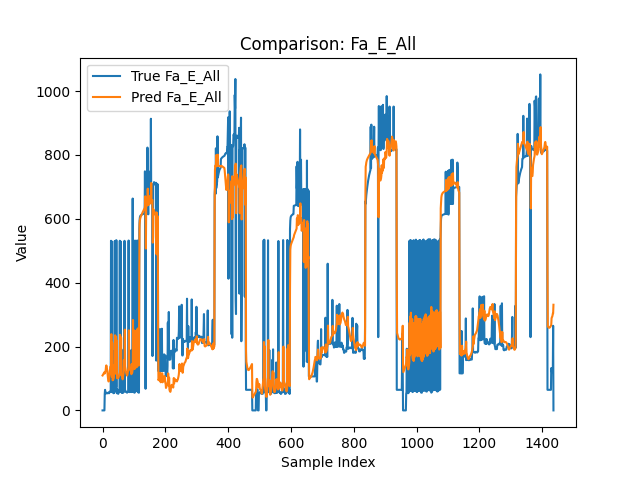 Comparison: Fa_E_All
True Fa_E_All
Pred Fa_E_All
1000
800
600
400
200
0
Value
0 200 400 600 800 1000 1200 1400
Sample Index